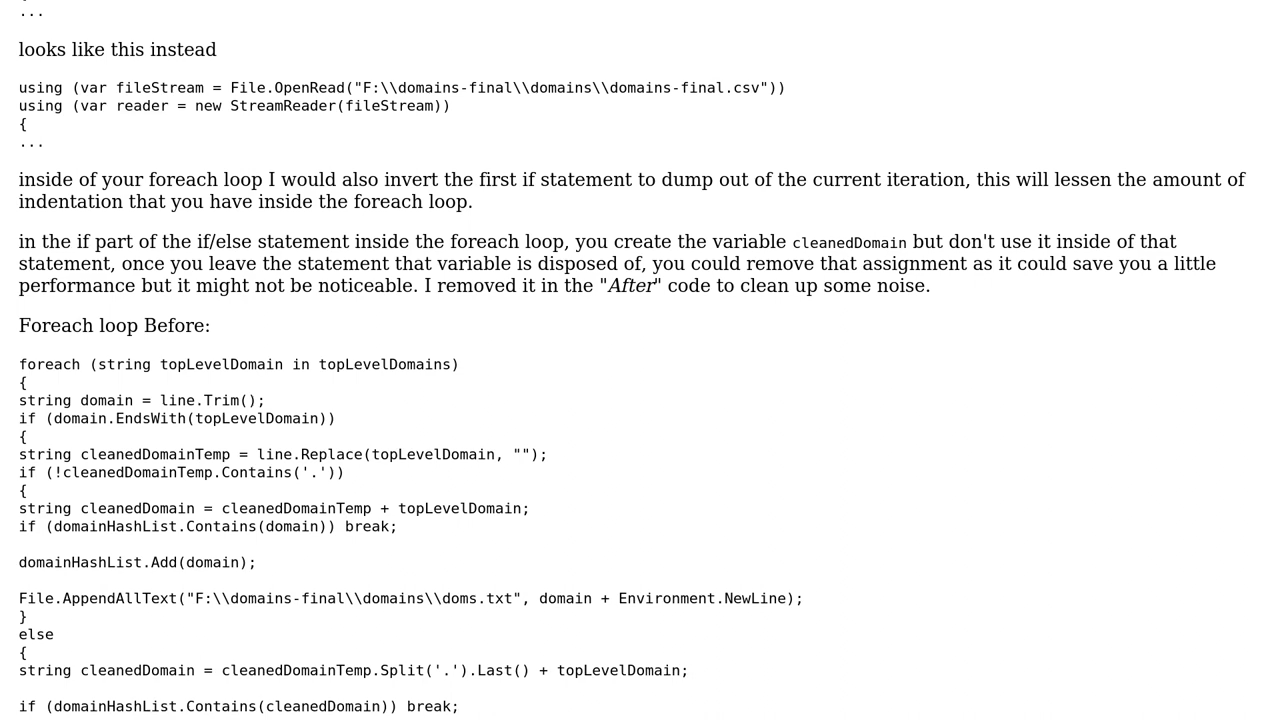 ...
looks like this instead
using (var fileStream = File.OpenRead("F:\\domains-final\\domains\\domains-final.csv"))
using (var reader = new StreamReader(fileStream))
{
...
inside of your foreach loop I would also invert the first if statement to dump out of the current iteration, this will lessen the amount of
indentation that you have inside the foreach loop.
in the if part of the if/else statement inside the foreach loop, you create the variable cleanedDomain but don't use it inside of that
statement, once you leave the statement that variable is disposed of, you could remove that assignment as it could save you a little
performance but it might not be noticeable. I removed it in the "After" code to clean up some noise.
Foreach loop Before:
foreach (string topLevelDomain in topLevelDomains)
{
string domain = line.Trim();
if (domain.EndsWith(topLevelDomain))
{
string cleanedDomainTemp = line.Replace(topLevelDomain, "");
if (!cleanedDomainTemp.Contains('.'))
{
string cleanedDomain = cleanedDomainTemp + topLevelDomain;
if (domainHashList.Contains(domain)) break;
domainHashList.Add(domain);
File.AppendAllText("F:\\domains-final\\domains\\doms.txt", domain + Environment.NewLine);
}
else
{
string cleanedDomain = cleanedDomainTemp.Split('.').Last() + topLevelDomain;
if (domainHashList.Contains(cleanedDomain)) break;